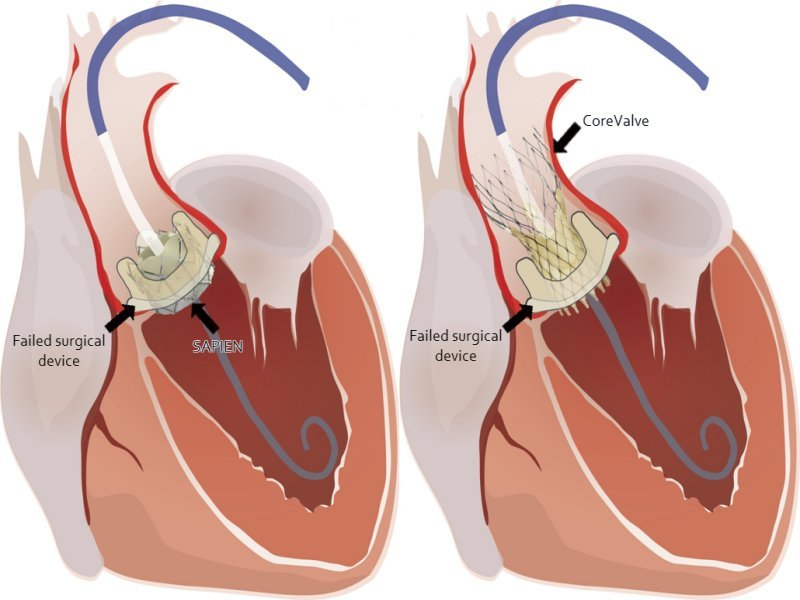 Failed surgical
device
SAPIEN
CoreValve
Failed surgical
device